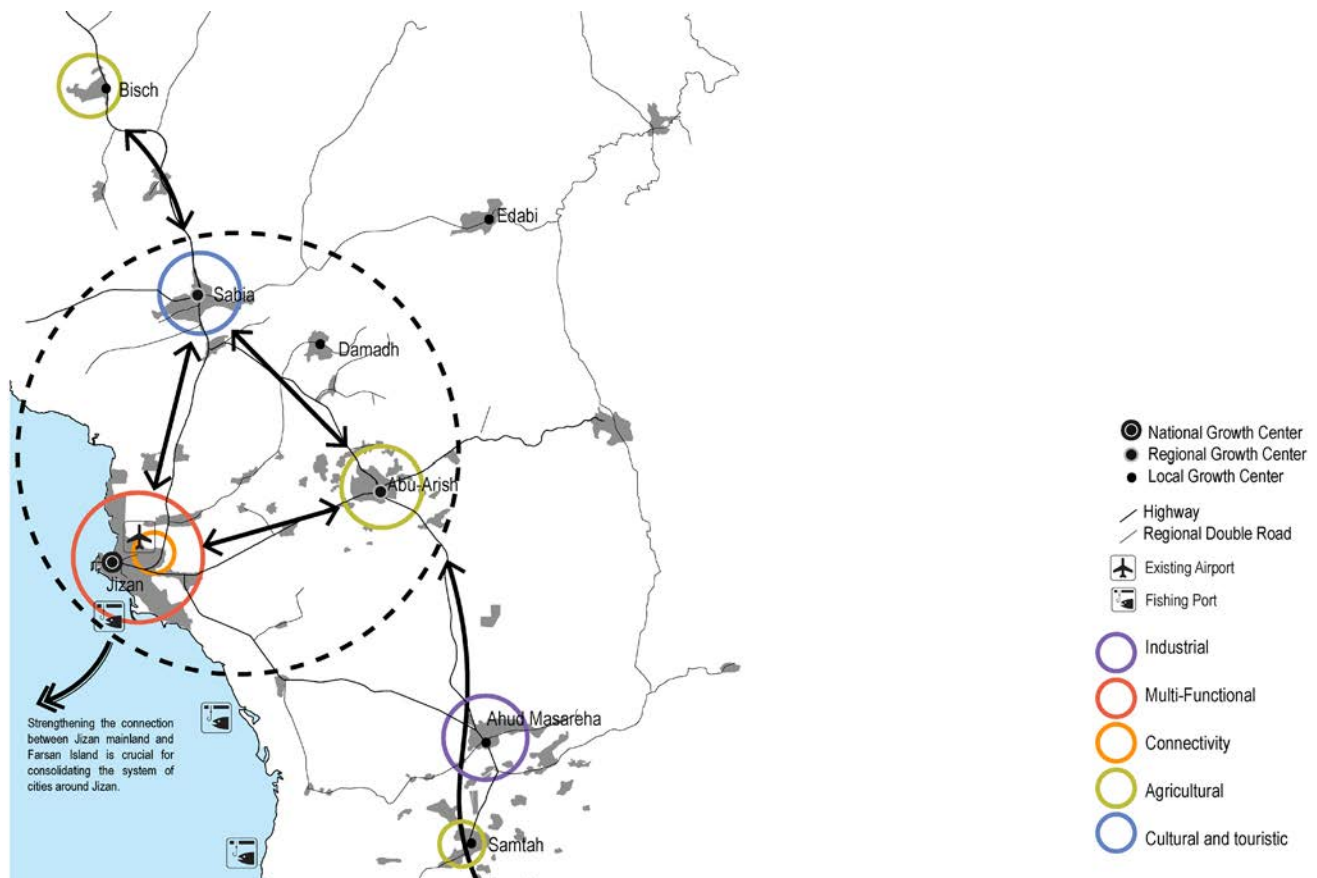 Bisch
Edabi
Sabia
Damadh
Abu-Arish
Jizan
Strengthening the connection
between Jizan mainland and
Farsan Island is crucial for
consolidating the system of
cities around Jizan.
Ahud Masareha
Samtah
National Growth Center
Regional Growth Center
Local Growth Center
Highway
Regional Double Road
Existing Airport
Fishing Port
Industrial
Multi-Functional
Connectivity
Agricultural
Cultural and touristic